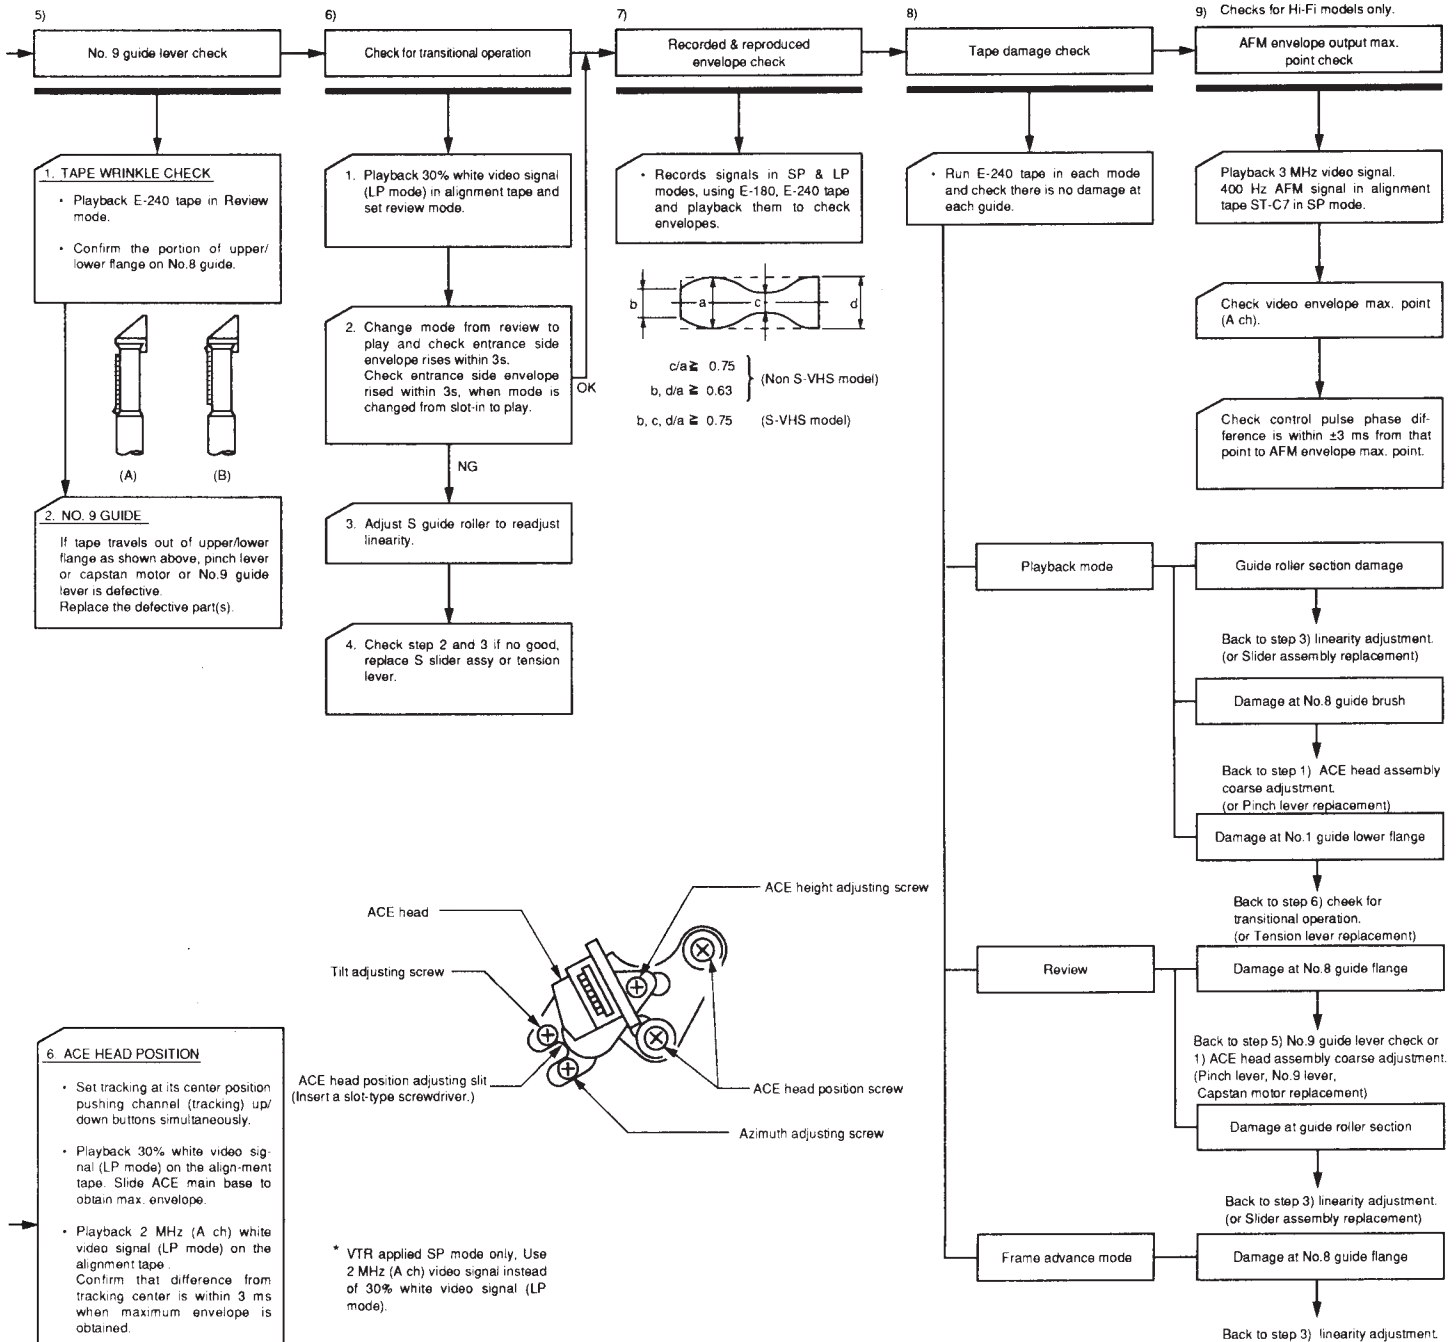 5)
No. 9 guide lever check
1. TAPE WRINKLE CHECK
• Playback E-240 tape in Review
mode.
• Confirm the portion of upper/
lower flange on No.8 guide.
(A)
(B)
2. NO. 9 GUIDE
If tape travels out of upper/lower
flange as shown above, pinch lever
or capstan motor or No.9 guide
lever is defective.
Replace the defective part(s).
6)
Check for transitional operation
1. Playback 30% white video signal
(LP mode) in alignment tape and
set review mode.
2. Change mode from review to
play and check entrance side
envelope rises within 3s.
Check entrance side envelope
rised within 3s, when mode is
changed from slot-in to play.
OK
NG
3. Adjust S guide roller to readjust
linearity.
4. Check step 2 and 3 if no good,
replace S slider assy or tension
lever.
7)
Recorded & reproduced
envelope check
• Records signals in SP & LP
modes, using E-180, E-240 tape
and playback them to check
envelopes.
b
a
c
d
c/a ≧ 0.75
b, d/a ≧ 0.63
(Non S-VHS model)
b, c, d/a ≧ 0.75 (S-VHS model)
8)
Tape damage check
• Run E-240 tape in each mode
and check there is no damage at
each guide.
9) Checks for Hi-Fi models only.
AFM envelope output max.
point check
Playback 3 MHz video signal.
400 Hz AFM signal in alignment
tape ST-C7 in SP mode.
Check video envelope max. point
(A ch).
Check control pulse phase dif-
ference is within ±3 ms from that
point to AFM envelope max. point.
Playback mode
Guide roller section damage
Back to step 3) linearity adjustment.
(or Slider assembly replacement)
Damage at No.8 guide brush
Back to step 1) ACE head assembly
coarse adjustment.
(or Pinch lever replacement)
Damage at No.1 guide lower flange
Back to step 6) cheek for
transitional operation.
(or Tension lever replacement)
Review
Damage at No.8 guide flange
Back to step 5) No.9 guide lever check or
1) ACE head assembly coarse adjustment.
(Pinch lever, No.9 lever,
Capstan motor replacement)
Damage at guide roller section
Back to step 3) linearity adjustment.
(or Slider assembly replacement)
Frame advance mode
Damage at No.8 guide flange
Back to step 3) linearity adjustment.
ACE head
ACE height adjusting screw
Tilt adjusting screw
ACE head position adjusting slit
(Insert a slot-type screwdriver.)
ACE head position screw
Azimuth adjusting screw
6. ACE HEAD POSITION
• Set tracking at its center position
pushing channel (tracking) up/
down buttons simultaneously.
• Playback 30% white video sig-
nal (LP mode) on the align-ment
tape. Slide ACE main base to
obtain max. envelope.
• Playback 2 MHz (A ch) white
video signal (LP mode) on the
alignment tape .
Confirm that difference from
tracking center is within 3 ms
when maximum envelope is
obtained.
* VTR applied SP mode only, Use
2 MHz (A ch) video signal instead
of 30% white video signal (LP
mode).